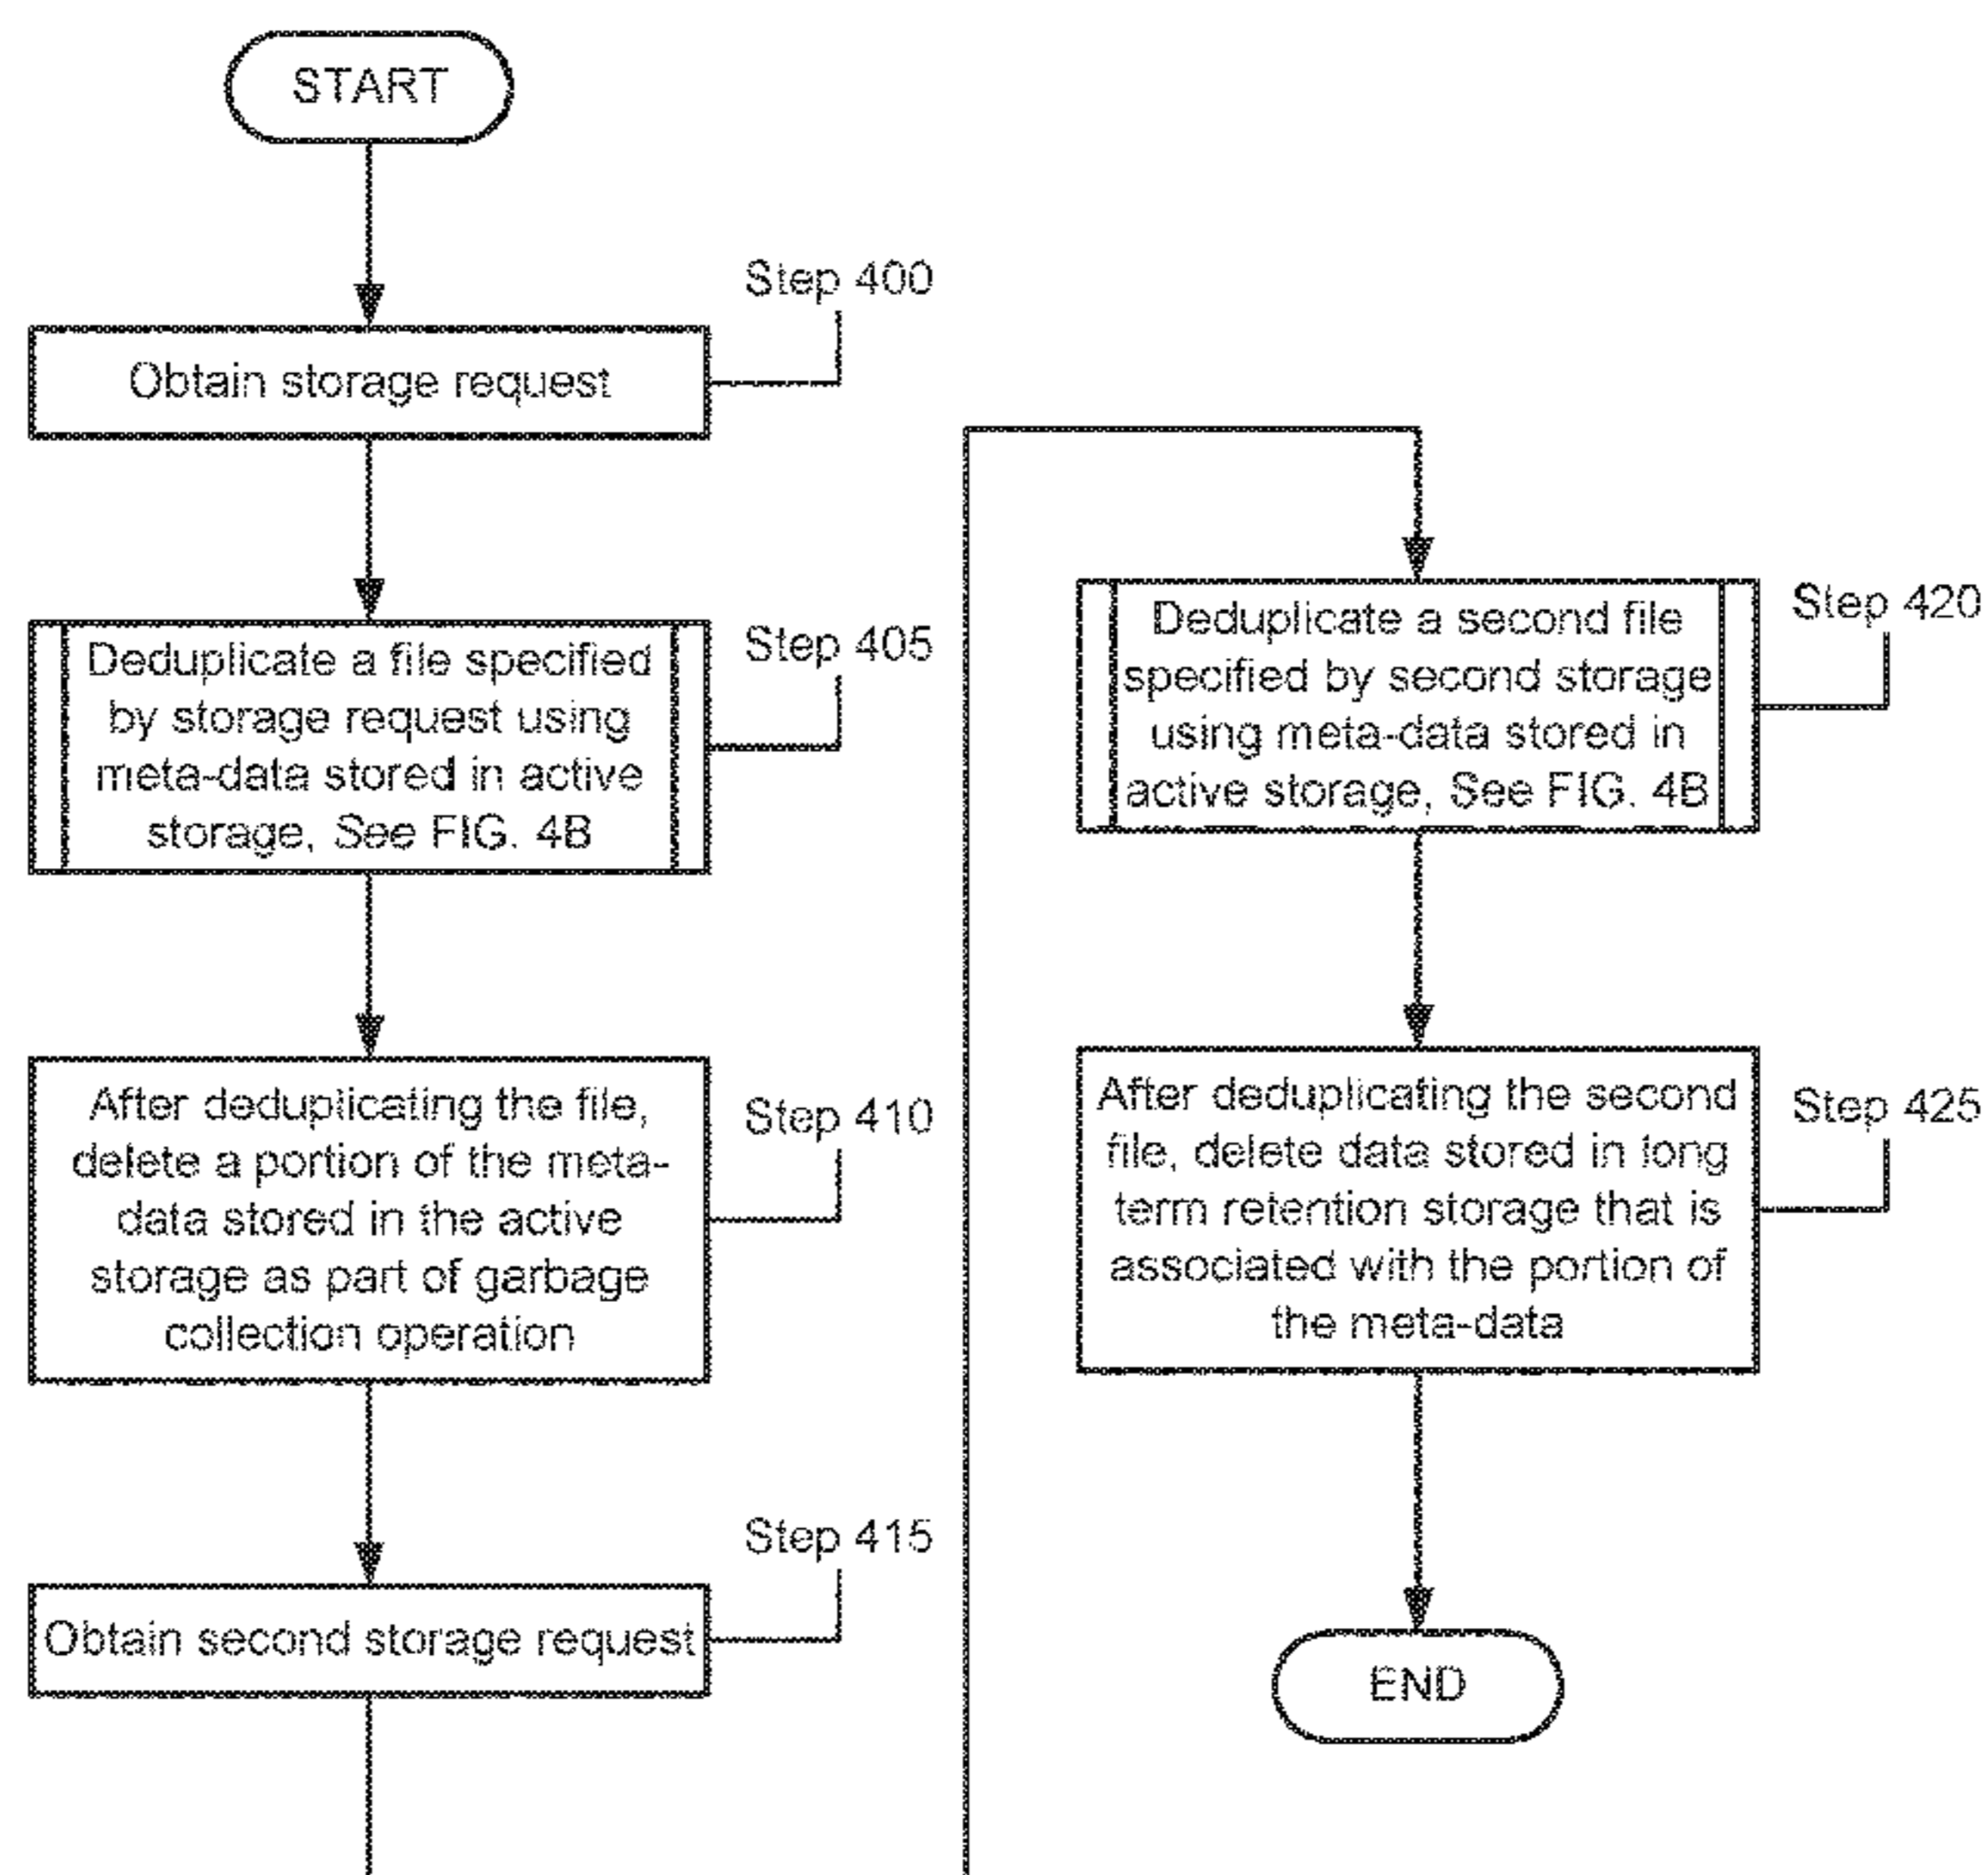 START
Step 400
Obtain storage request
Step 405
Deduplicate a file specified
by storage request using
meta-data stored in active
storage, See FIG. 4B
Step 410
After deduplicating the file,
delete a portion of the meta-
data stored in the active
storage as part of garbage
collection operation
Step 415
Obtain second storage request
Step 420
Deduplicate a second file
specified by second storage
using meta-data stored in
active storage, See FIG. 4B
Step 425
After deduplicating the second
file, delete data stored in long
term retention storage that is
associated with the portion of
the meta-data
END